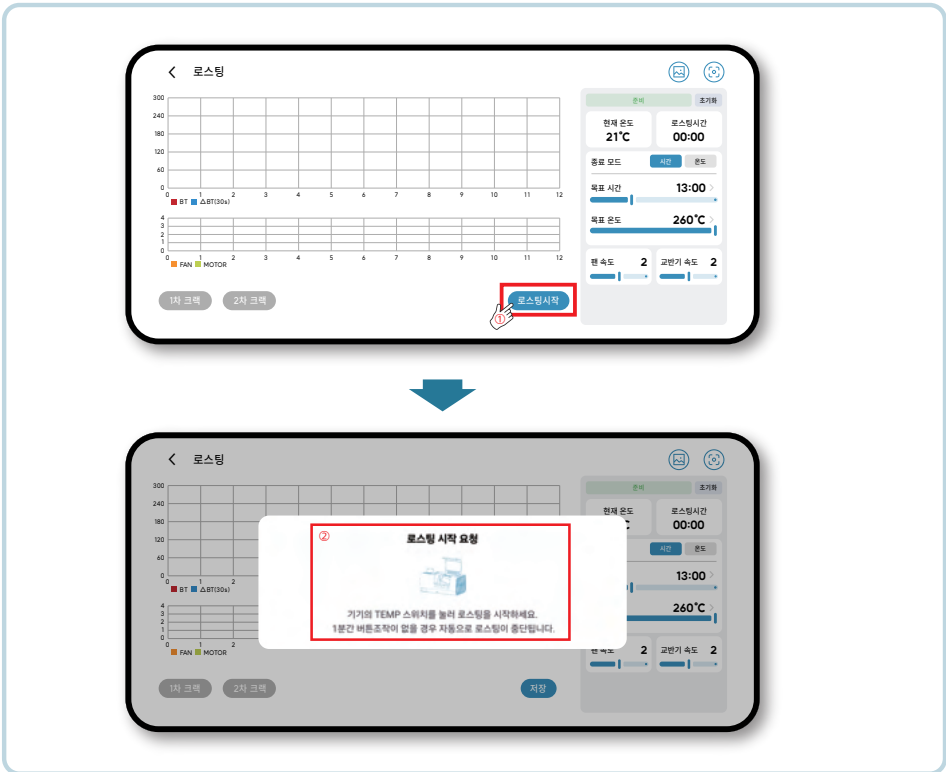 로스팅
300
240
180
120
60
0
0 1 2 3 4 5 6 7 8 9 10 11 12
BT △BT(30s)
4
3
2
1
0
0 1 2 3 4 5 6 7 8 9 10 11 12
FAN MOTOR
1차 크랙 2차 크랙 로스팅시작
①
준비 초기화
현재 온도 로스팅시간
21℃ 00:00
종료 모드 시간 온도
목표 시간 13:00 >
목표 온도 260℃ >
팬 속도 2 교반기 속도 2
로스팅
300
240
180
120
60
0
0 1 2
BT △BT(30s)
4
3
2
1
0
0 1 2
FAN MOTOR
1차 크랙 2차 크랙 저장
② 로스팅 시작 요청
기기의 TEMP 스위치를 눌러 로스팅을 시작하세요.
1분간 버튼조작이 없을 경우 자동으로 로스팅이 중단됩니다.
준비 초기화
현재 온도 로스팅시간
00:00
시간 온도
13:00 >
260℃ >
팬 속도 2 교반기 속도 2